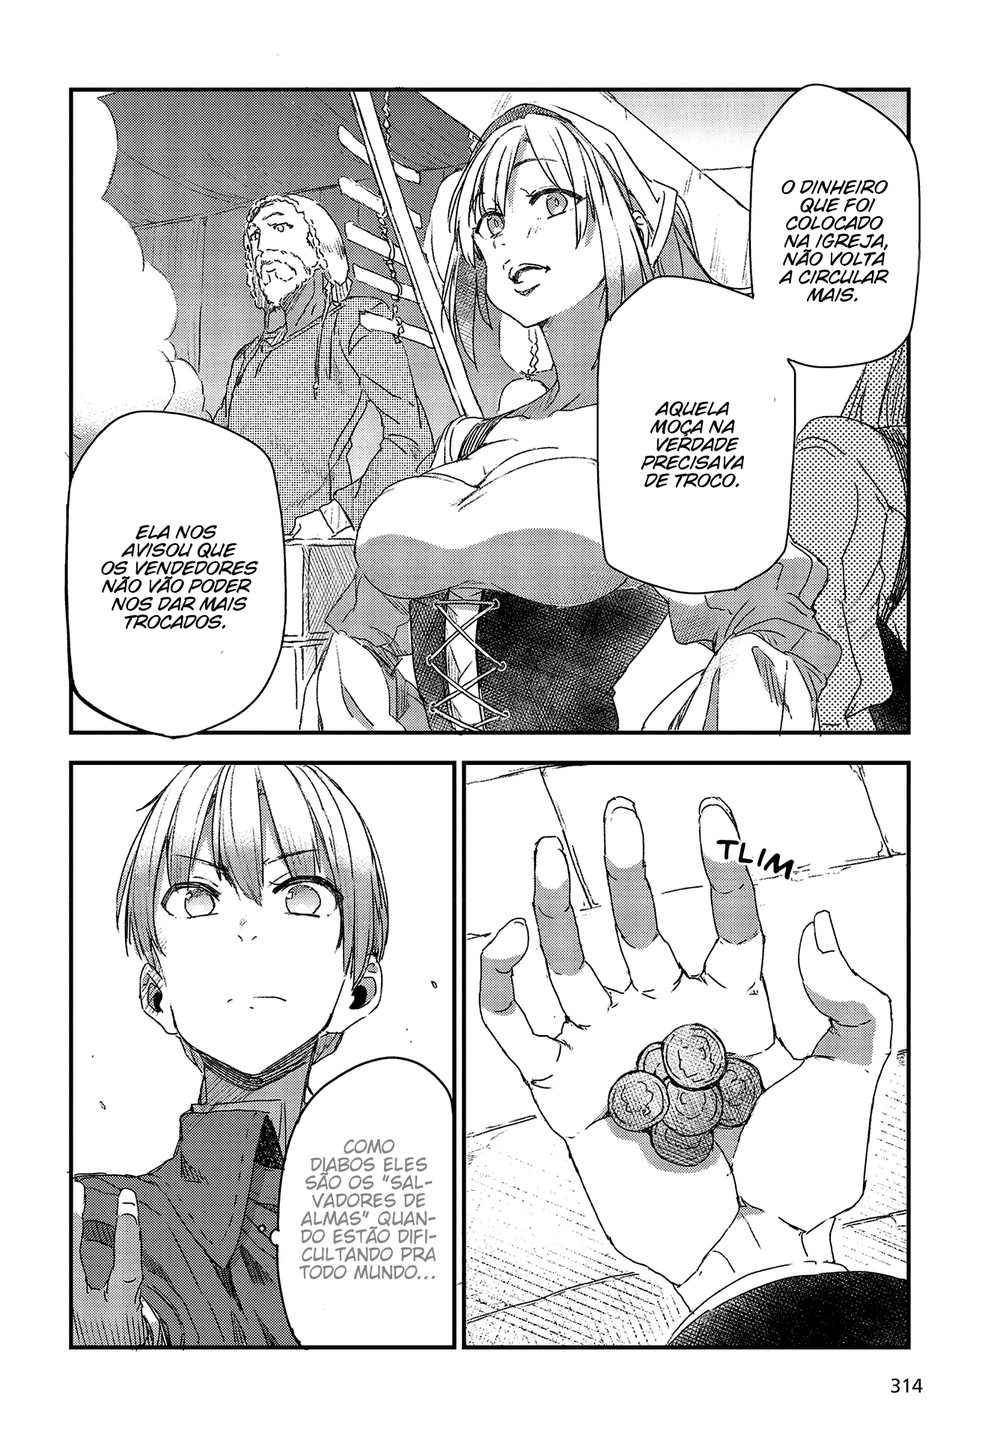 O DINHEIRO
QUE FOI
COLOCADO
NA IGREJA,
NÃO VOLTA
A CIRCULAR
MAIS.
AQUELA
MOÇA NA
VERDADE
PRECISAVA
DE TROCO.
ELA NOS
AVISOU QUE
OS VENDEDORES
NÃO VÃO PODER
NOS DAR MAIS
TROCADOS.
TLIM
COMO
DIABOS ELES
SÃO OS "SAL-
VADORES DE
ALMAS" QUAN-
DO ESTÃO DIFI-
CULTANDO PRA
TODO MUNDO...
314